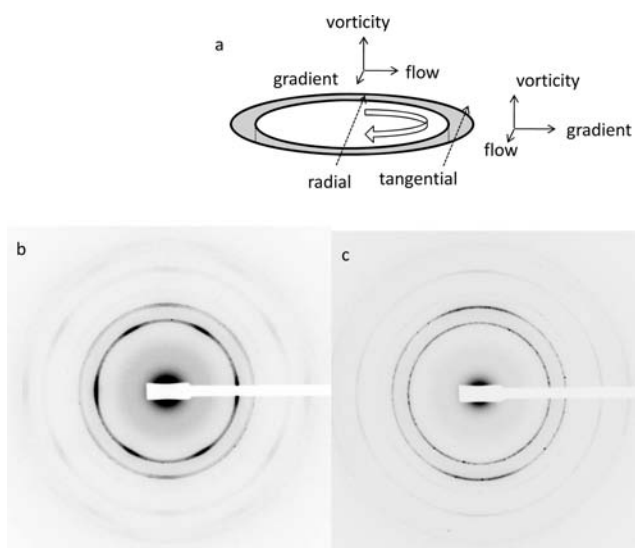 a
vorticity
gradient
flow
vorticity
gradient
flow
radial
tangential
b
c